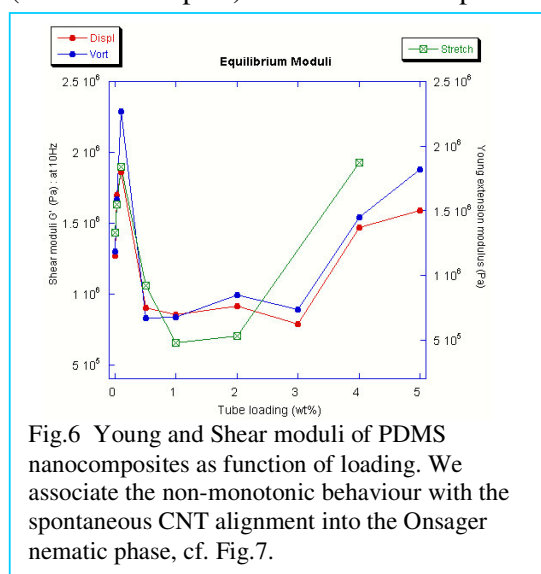 Displ
Vort
Equilibrium Moduli
Stretch
2.5 10⁶
2 10⁶
1.5 10⁶
1 10⁶
5 10⁵
Shear moduli G' (Pa) : at 10Hz
2.5 10⁶
2 10⁶
1.5 10⁶
1 10⁶
5 10⁵
Young extension modulus (Pa)
0 1 2 3 4 5
Tube loading (wt%)
Fig.6 Young and Shear moduli of PDMS
nanocomposites as function of loading. We
associate the non-monotonic behaviour with the
spontaneous CNT alignment into the Onsager
nematic phase, cf. Fig.7.